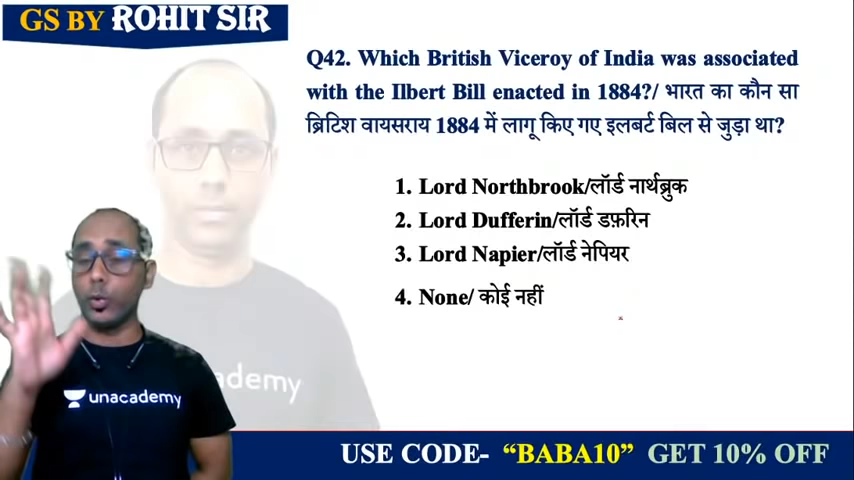 GS BY ROHIT SIR
Q42. Which British Viceroy of India was associated
with the Ilbert Bill enacted in 1884?/ भारत का कौन सा
ब्रिटिश वायसराय 1884 में लागू किए गए इलबर्ट बिल से जुड़ा था?
1. Lord Northbrook/लॉर्ड नार्थब्रुक
2. Lord Dufferin/लॉर्ड डफ़रिन
3. Lord Napier/लॉर्ड नेपियर
4. None/ कोई नहीं
ademy
unacademy
USE CODE- “BABA10” GET 10% OFF